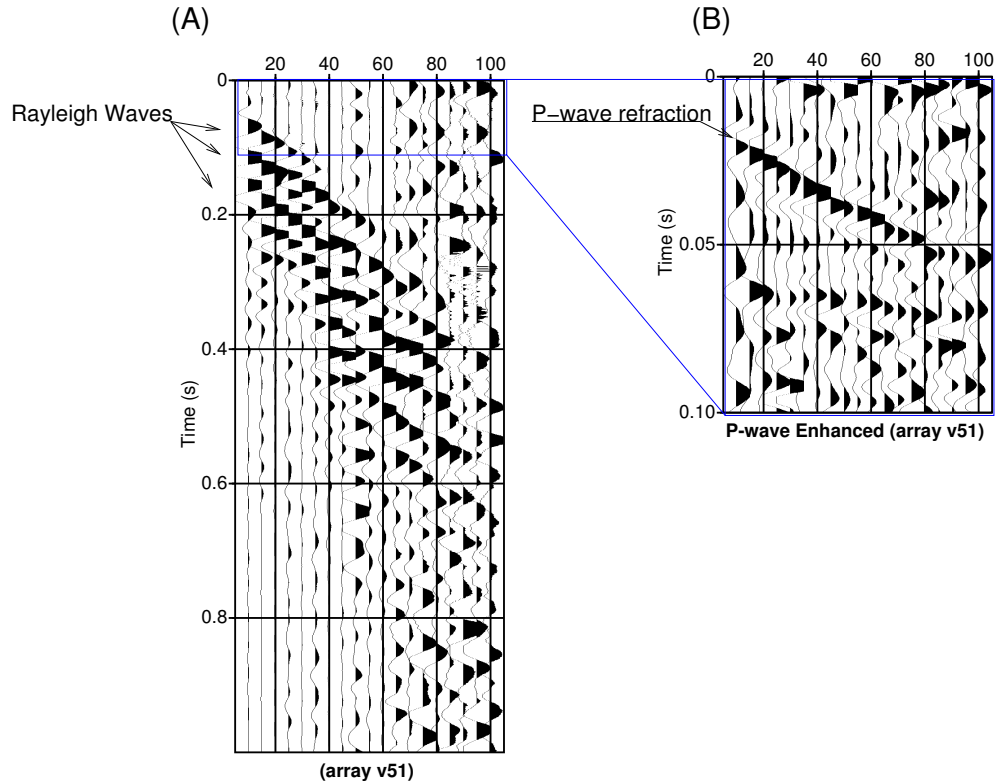 (A)
20 40 60 80 100
0
0.2
0.4
0.6
0.8
Time (s)
Rayleigh Waves
(array v51)
(B)
20 40 60 80 100
0
0.05
0.10
Time (s)
P−wave refraction
P-wave Enhanced (array v51)